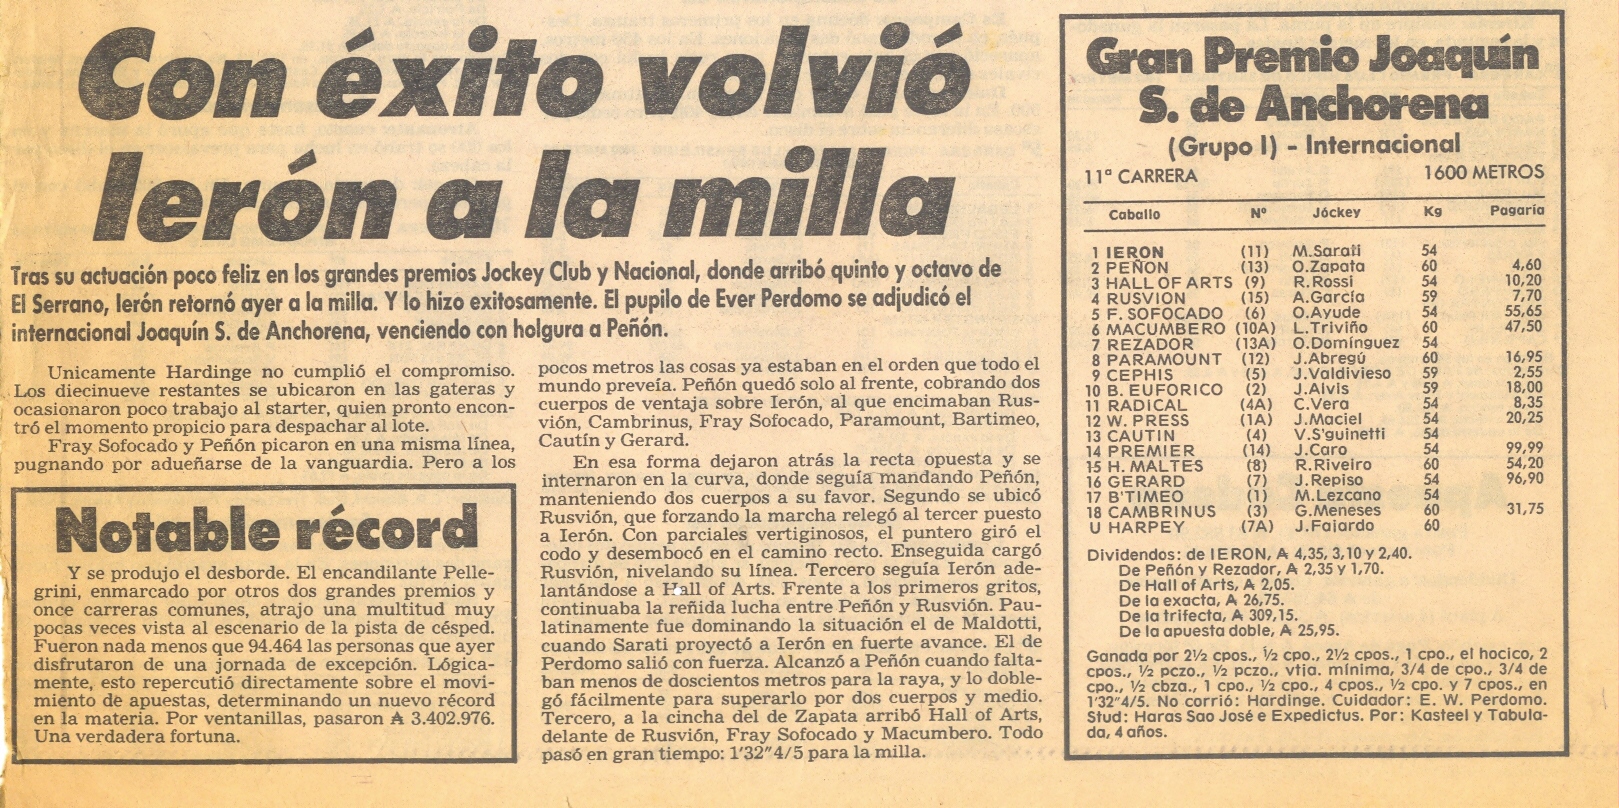 Con éxito volvió
Ierón a la milla
Tras su actuación poco feliz en los grandes premios Jockey Club y Nacional, donde arribó quinto y octavo de
El Serrano, Ierón retornó ayer a la milla. Y lo hizo exitosamente. El pupilo de Ever Perdomo se adjudicó el
internacional Joaquín S. de Anchorena, venciendo con holgura a Peñón.
Unicamente Hardinge no cumplió el compromiso.
Los diecinueve restantes se ubicaron en las gateras y
ocasionaron poco trabajo al starter, quien pronto encon-
tró el momento propicio para despachar al lote.
Fray Sofocado y Peñón picaron en una misma línea,
pugnando por adueñarse de la vanguardia. Pero a los
pocos metros las cosas ya estaban en el orden que todo el
mundo preveía. Peñón quedó solo al frente, cobrando dos
cuerpos de ventaja sobre Ierón, al que encimaban Rus-
vión, Cambrinus, Fray Sofocado, Paramount, Bartimeo,
Cautín y Gerard.
En esa forma dejaron atrás la recta opuesta y se
internaron en la curva, donde seguía mandando Peñón,
manteniendo dos cuerpos a su favor. Segundo se ubicó
Rusvión, que forzando la marcha relegó al tercer puesto
a Ierón. Con parciales vertiginosos, el puntero giró el
codo y desembocó en el camino recto. Enseguida cargó
Rusvión, nivelando su línea. Tercero seguía Ierón ade-
lantándose a Hall of Arts. Frente a los primeros gritos,
continuaba la reñida lucha entre Peñón y Rusvión. Pau-
latinamente fue dominando la situación el de Maldotti,
cuando Sarati proyectó a Ierón en fuerte avance. El de
Perdomo salió con fuerza. Alcanzó a Peñón cuando falta-
ban menos de doscientos metros para la raya, y lo doble-
gó fácilmente para superarlo por dos cuerpos y medio.
Tercero, a la cincha del de Zapata arribó Hall of Arts,
delante de Rusvión, Fray Sofocado y Macumbero. Todo
pasó en gran tiempo: 1'32"4/5 para la milla.
Notable récord
Y se produjo el desborde. El encandilante Pelle-
grini, enmarcado por otros dos grandes premios y
once carreras comunes, atrajo una multitud muy
pocas veces vista al escenario de la pista de césped.
Fueron nada menos que 94.464 las personas que ayer
disfrutaron de una jornada de excepción. Lógica-
mente, esto repercutió directamente sobre el movi-
miento de apuestas, determinando un nuevo récord
en la materia. Por ventanillas, pasaron ₳ 3.402.976.
Una verdadera fortuna.
Gran Premio Joaquín
S. de Anchorena
(Grupo I) - Internacional
11ª CARRERA 1600 METROS
Caballo Nº Jóckey Kg Pagaría
1 IERON (11) M.Sarati 54
2 PEÑON (13) O.Zapata 60 4,60
3 HALL OF ARTS (9) R.Rossi 54 10,20
4 RUSVION (15) A.García 59 7,70
5 F. SOFOCADO (6) O.Ayude 54 55,65
6 MACUMBERO (10A) L.Triviño 60 47,50
7 REZADOR (13A) O.Domínguez 54
8 PARAMOUNT (12) J.Abregú 60 16,95
9 CEPHIS (5) J.Valdivieso 59 2,55
10 B. EUFORICO (2) J.Alvis 59 18,00
11 RADICAL (4A) C.Vera 54 8,35
12 W. PRESS (1A) J.Maciel 54 20,25
13 CAUTIN (4) V.S'guinetti 54
14 PREMIER (14) J.Caro 54 99,99
15 H. MALTES (8) R.Riveiro 60 54,20
16 GERARD (7) J.Repiso 54 96,90
17 B'TIMEO (1) M.Lezcano 54
18 CAMBRINUS (3) G.Meneses 60 31,75
U HARPEY (7A) J.Fajardo 60
Dividendos: de IERON, ₳ 4,35, 3,10 y 2,40.
De Peñón y Rezador, ₳ 2,35 y 1,70.
De Hall of Arts, ₳ 2,05.
De la exacta, ₳ 26,75.
De la trifecta, ₳ 309,15.
De la apuesta doble, ₳ 25,95.
Ganada por 2½ cpos., ½ cpo., 2½ cpos., 1 cpo., el hocico, 2
cpos., ½ pczo., ½ pczo., vtja. mínima, 3/4 de cpo., 3/4 de
cpo., ½ cbza., 1 cpo., ½ cpo., 4 cpos., ½ cpo. y 7 cpos., en
1'32"4/5. No corrió: Hardinge. Cuidador: E. W. Perdomo.
Stud: Haras Sao José e Expedictus. Por: Kasteel y Tabula-
da, 4 años.